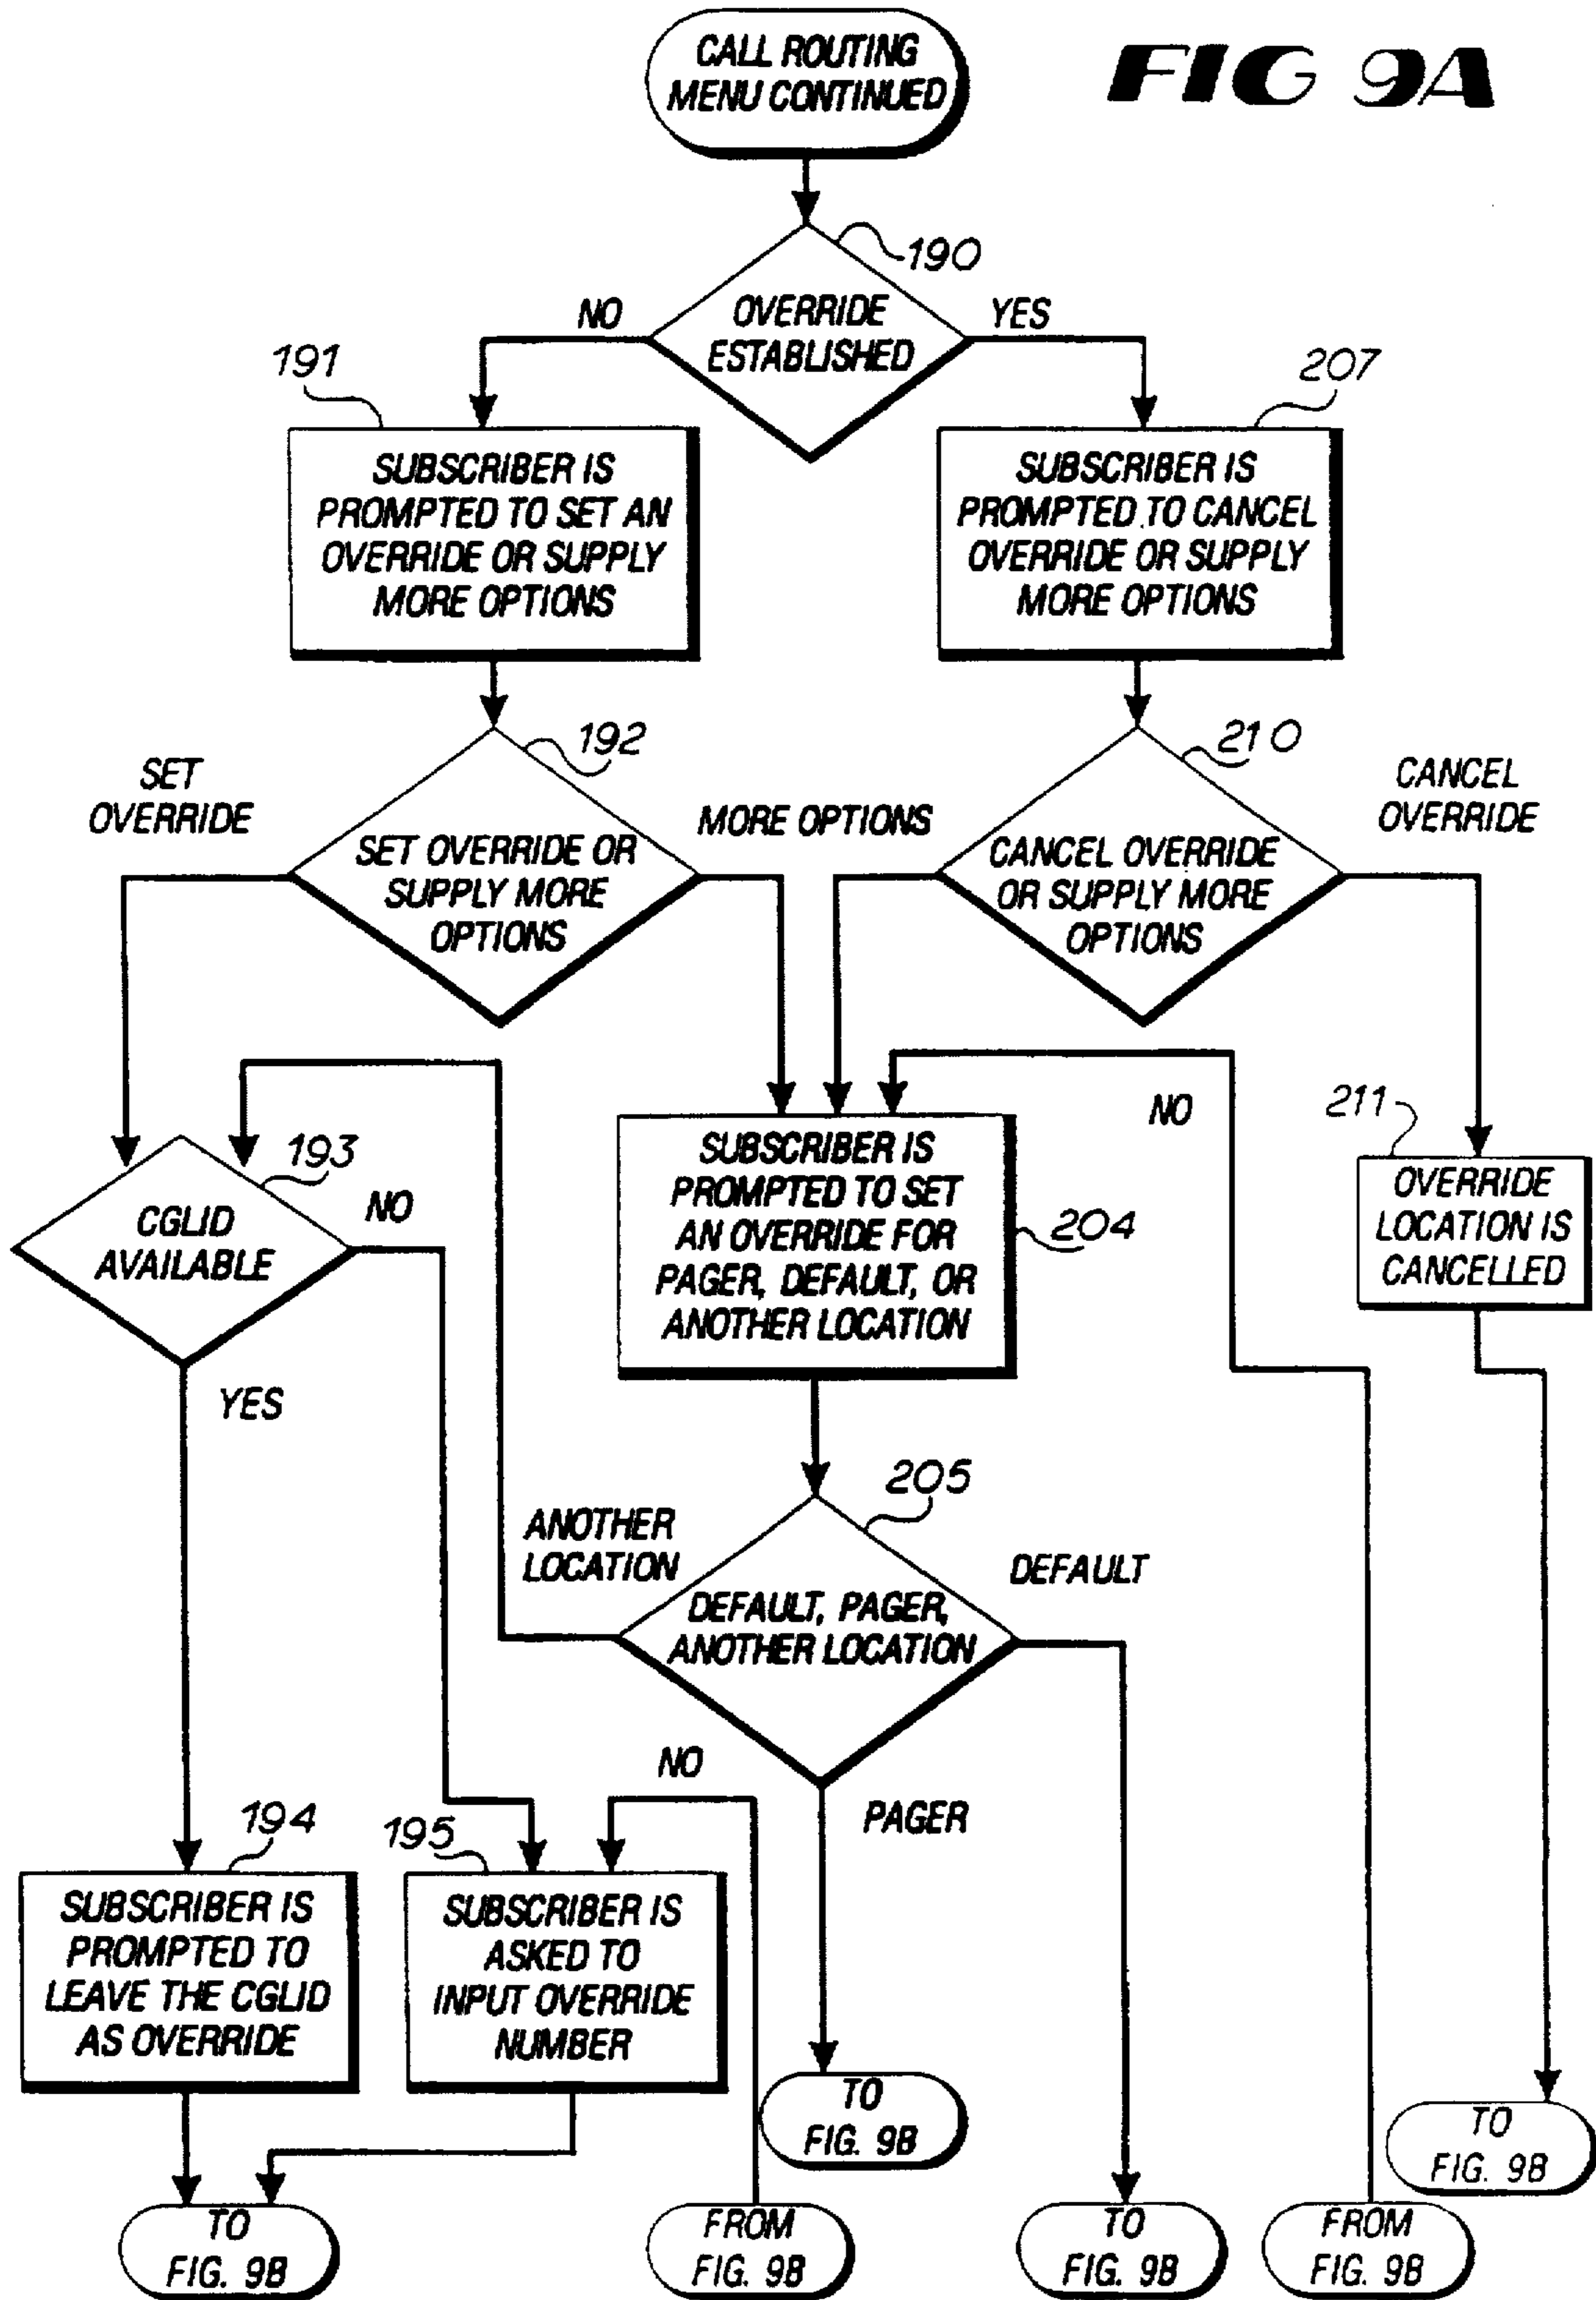 CALL ROUTING
MENU CONTINUED
FIG 9A
190
NO
OVERRIDE
ESTABLISHED
YES
191
207
SUBSCRIBER IS
PROMPTED TO SET AN
OVERRIDE OR SUPPLY
MORE OPTIONS
SUBSCRIBER IS
PROMPTED TO CANCEL
OVERRIDE OR SUPPLY
MORE OPTIONS
192
210
SET
OVERRIDE
MORE OPTIONS
CANCEL
OVERRIDE
SET OVERRIDE OR
SUPPLY MORE
OPTIONS
CANCEL OVERRIDE
OR SUPPLY MORE
OPTIONS
193
NO
CGLID
AVAILABLE
YES
SUBSCRIBER IS
PROMPTED TO SET
AN OVERRIDE FOR
PAGER, DEFAULT, OR
ANOTHER LOCATION
204
NO
211
OVERRIDE
LOCATION IS
CANCELLED
205
ANOTHER
LOCATION
DEFAULT
DEFAULT, PAGER,
ANOTHER LOCATION
NO
PAGER
194
195
SUBSCRIBER IS
PROMPTED TO
LEAVE THE CGLID
AS OVERRIDE
SUBSCRIBER IS
ASKED TO
INPUT OVERRIDE
NUMBER
TO
FIG. 9B
TO
FIG. 9B
TO
FIG. 9B
FROM
FIG. 9B
TO
FIG. 9B
FROM
FIG. 9B